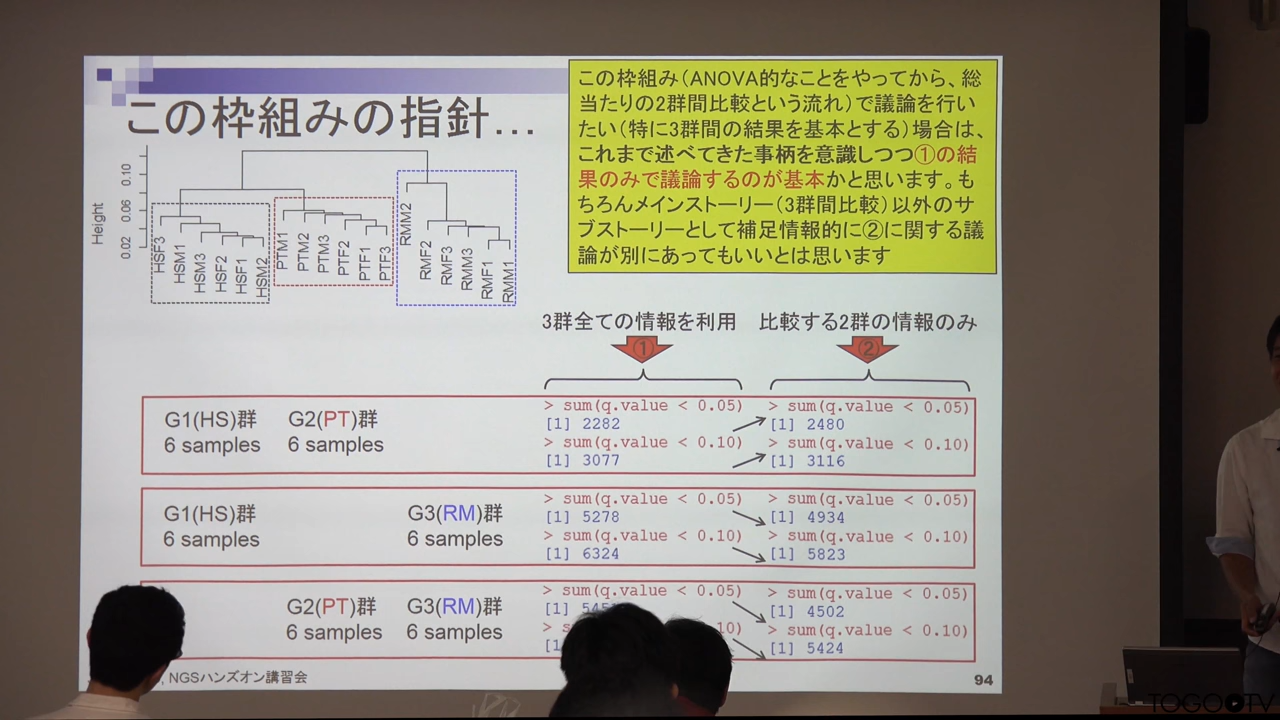 この枠組みの指針…
この枠組み(ANOVA的なことをやってから、総
当たりの2群間比較という流れ)で議論を行い
たい(特に3群間の結果を基本とする)場合は、
これまで述べてきた事柄を意識しつつ①の結
果のみで議論するのが基本かと思います。も
ちろんメインストーリー(3群間比較)以外のサ
ブストーリーとして補足情報的に②に関する議
論が別にあってもいいとは思います
Height
0.02 0.06 0.10
HSF3
HSM1
HSM3
HSF2
HSF1
HSM2
PTM1
PTM2
PTM3
PTF2
PTF1
PTF3
RMM2
RMF2
RMF3
RMM3
RMF1
RMM1
3群全ての情報を利用
比較する2群の情報のみ
①
②
G1(HS)群 G2(PT)群
6 samples 6 samples
> sum(q.value < 0.05)
[1] 2282
> sum(q.value < 0.10)
[1] 3077
> sum(q.value < 0.05)
[1] 2480
> sum(q.value < 0.10)
[1] 3116
G1(HS)群 G3(RM)群
6 samples 6 samples
> sum(q.value < 0.05)
[1] 5278
> sum(q.value < 0.10)
[1] 6324
> sum(q.value < 0.05)
[1] 4934
> sum(q.value < 0.10)
[1] 5823
G2(PT)群 G3(RM)群
6 samples 6 samples
> sum(q.value < 0.05)
[1]
> 
> sum(q.value < 0.05)
[1] 4502
> sum(q.value < 0.10)
[1] 5424
, NGSハンズオン講習会
94
TOGOTV